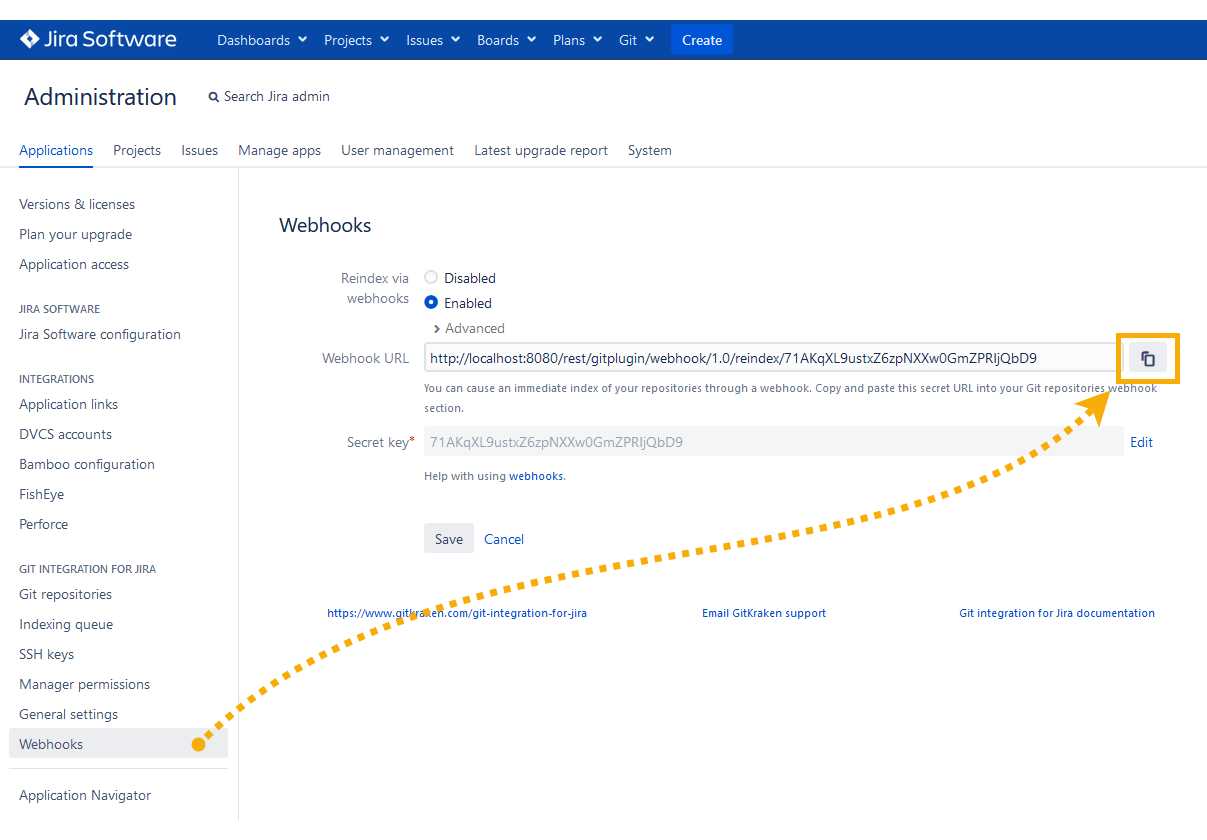 Jira Software Dashboards Projects Issues Boards Plans Git Create
Administration Search Jira admin
Applications Projects Issues Manage apps User management Latest upgrade report System
Versions & licenses
Plan your upgrade
Application access
JIRA SOFTWARE
Jira Software configuration
INTEGRATIONS
Application links
DVCS accounts
Bamboo configuration
FishEye
Perforce
GIT INTEGRATION FOR JIRA
Git repositories
Indexing queue
SSH keys
Manager permissions
General settings
Webhooks
Application Navigator
Webhooks
Reindex via
webhooks
Disabled
Enabled
Advanced
Webhook URL http://localhost:8080/rest/gitplugin/webhook/1.0/reindex/71AKqXL9ustxZ6zpNXXw0GmZPRIjQbD9
You can cause an immediate index of your repositories through a webhook. Copy and paste this secret URL into your Git repositories webhook
section.
Secret key* 71AKqXL9ustxZ6zpNXXw0GmZPRIjQbD9 Edit
Help with using webhooks.
Save Cancel
https://www.gitkraken.com/git-integration-for-jira Email GitKraken support Git integration for Jira documentation